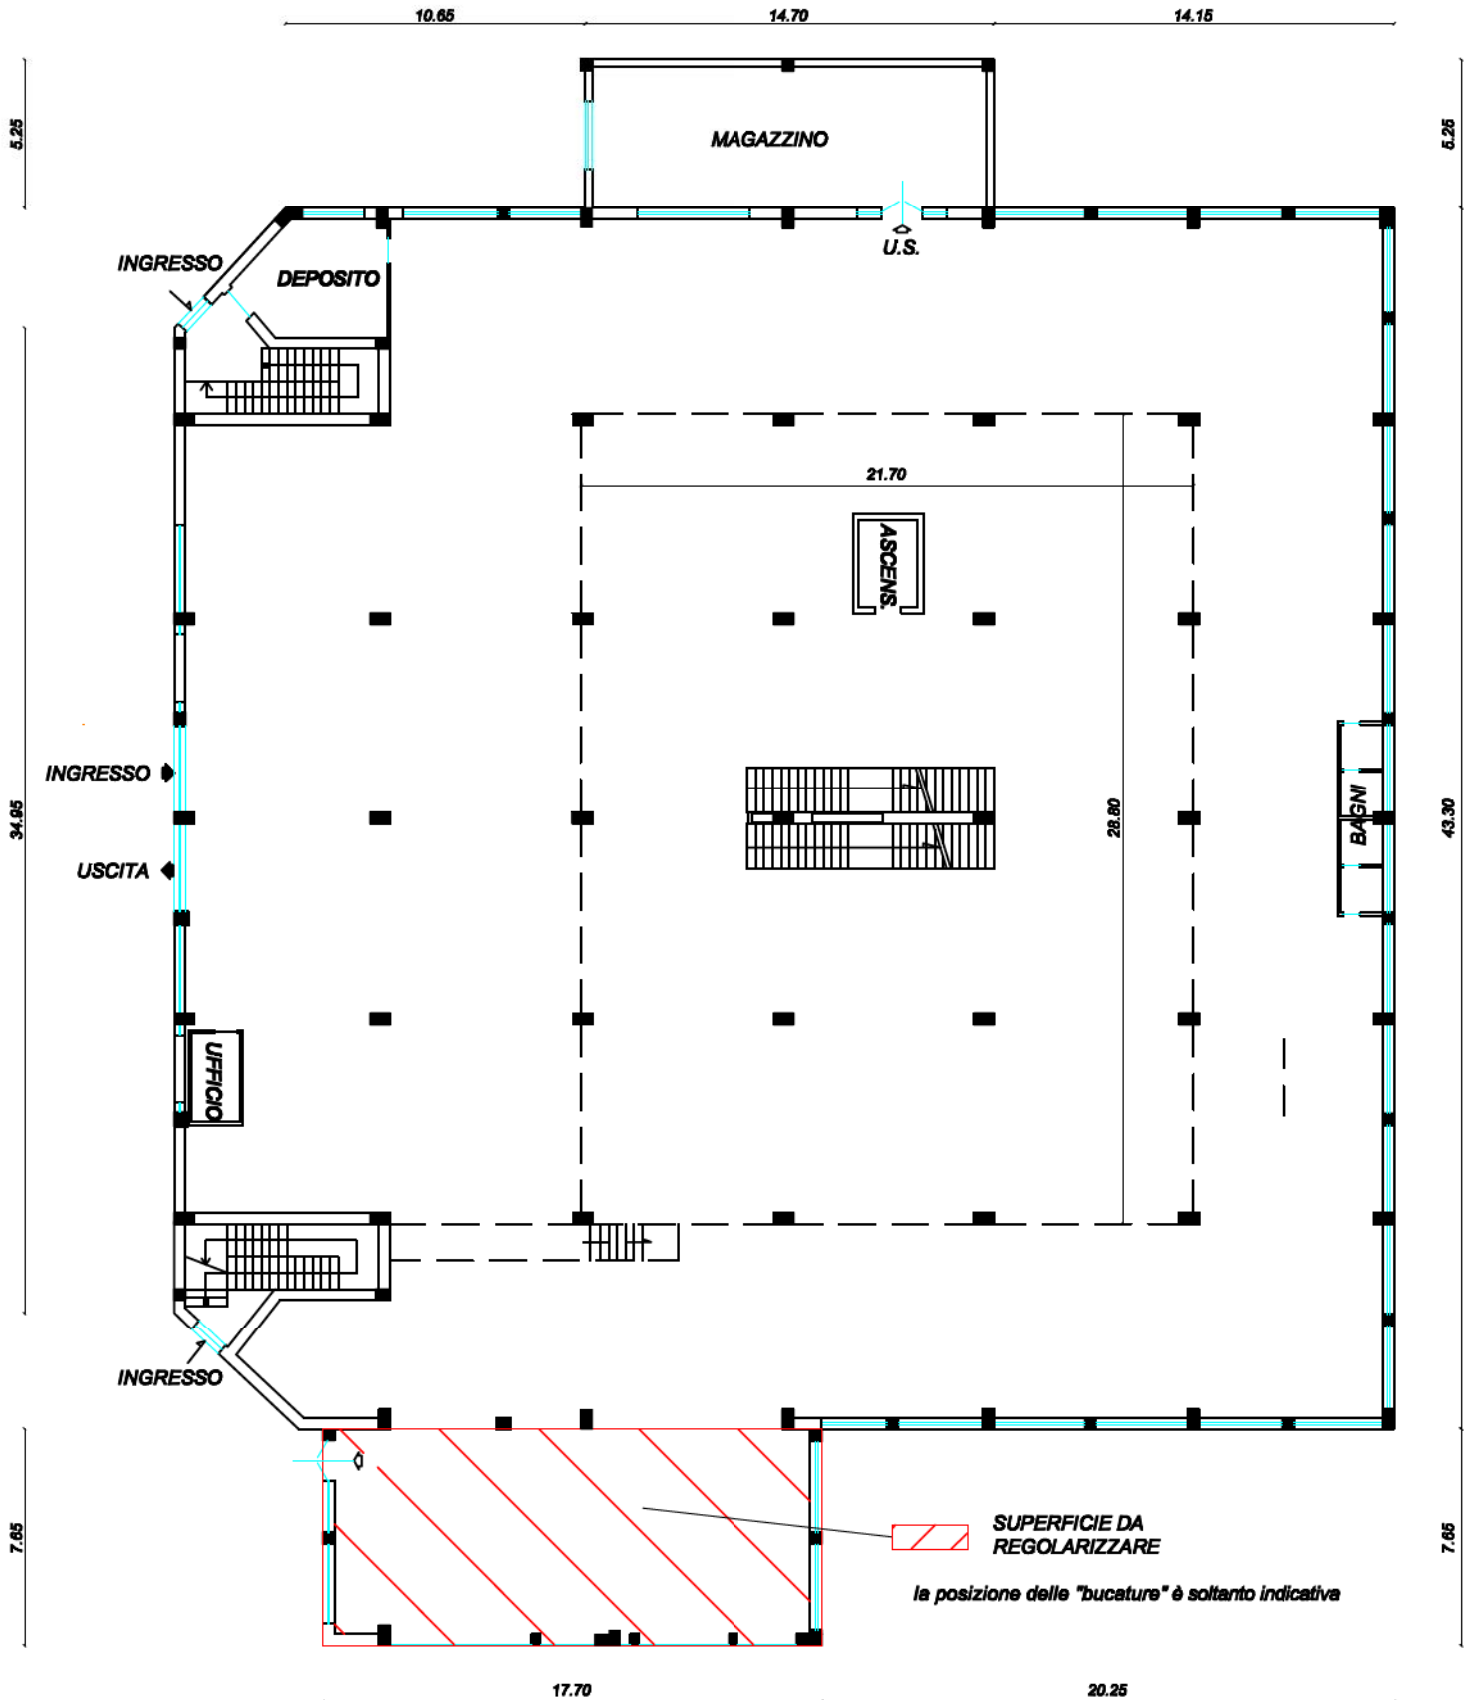 10.65
14.70
14.15
5.25
5.25
MAGAZZINO
U.S.
INGRESSO
DEPOSITO
21.70
ASCENS.
INGRESSO
USCITA
34.95
28.80
BAGNI
43.30
UFFICIO
INGRESSO
SUPERFICIE DA
REGOLARIZZARE
7.65
7.65
la posizione delle "bucature" è soltanto indicativa
17.70
20.25